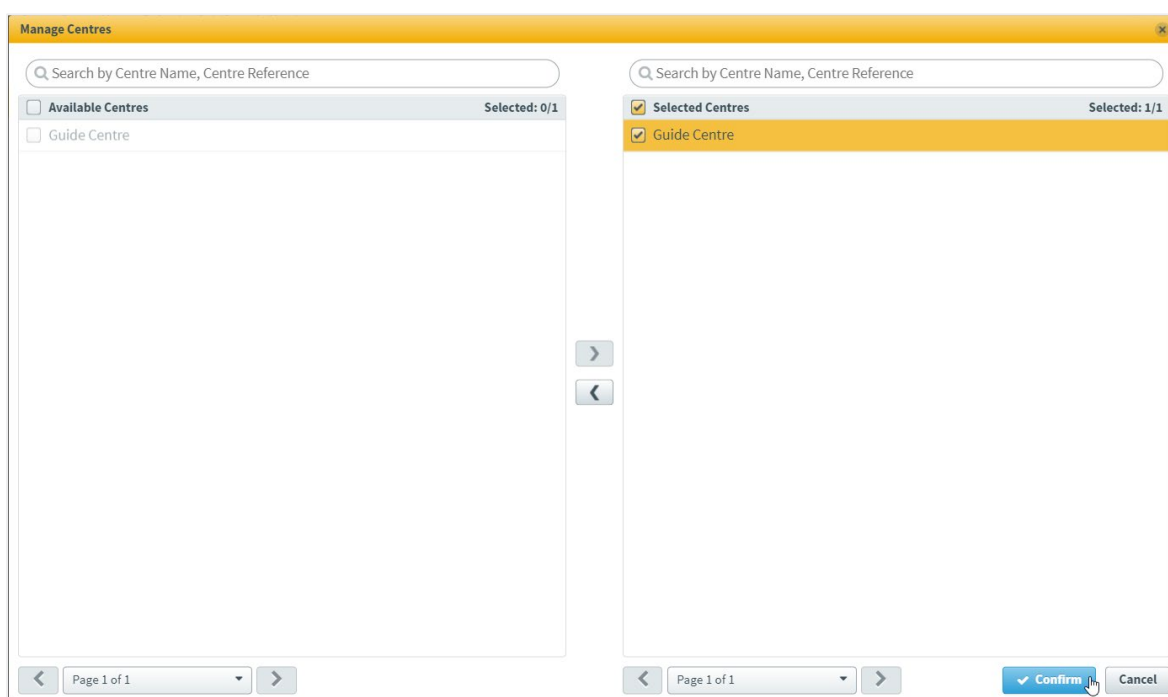 Manage Centres
Search by Centre Name, Centre Reference
Available Centres Selected: 0/1
Guide Centre
Page 1 of 1
Search by Centre Name, Centre Reference
Selected Centres Selected: 1/1
Guide Centre
Page 1 of 1
Confirm Cancel